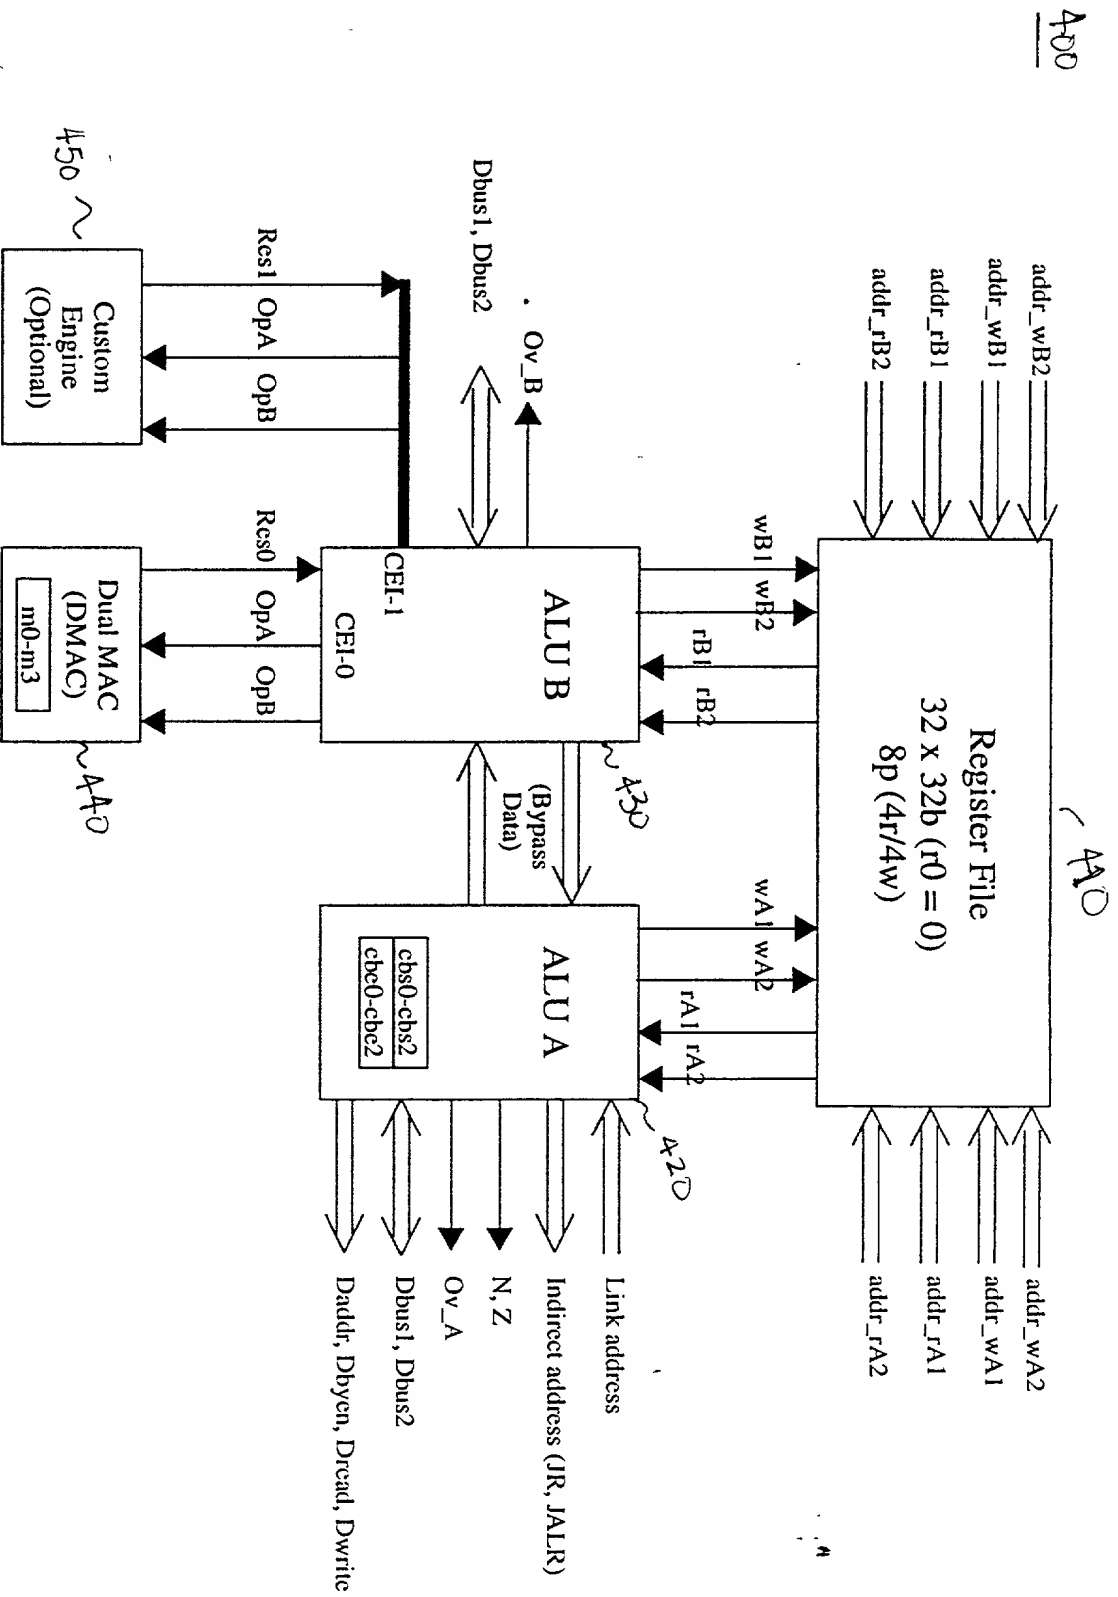 400
addr_wB2
addr_wB1
addr_rB1
addr_rB2
410
Register File
32 x 32b (r0 = 0)
8p (4r/4w)
addr_wA2
addr_wA1
addr_rA1
addr_rA2
wB1
wB2
rB1
rB2
wA1
wA2
rA1
rA2
Ov_B
Dbus1, Dbus2
ALU B
430
CEI-1
CEI-0
(Bypass
Data)
ALU A
420
cbs0-cbs2
cbe0-cbe2
Link address
Indirect address (JR, JALR)
N, Z
Ov_A
Dbus1, Dbus2
Daddr, Dbyen, Dread, Dwrite
Res1
OpA
OpB
Res0
OpA
OpB
450
Custom
Engine
(Optional)
Dual MAC
(DMAC)
m0-m3
440